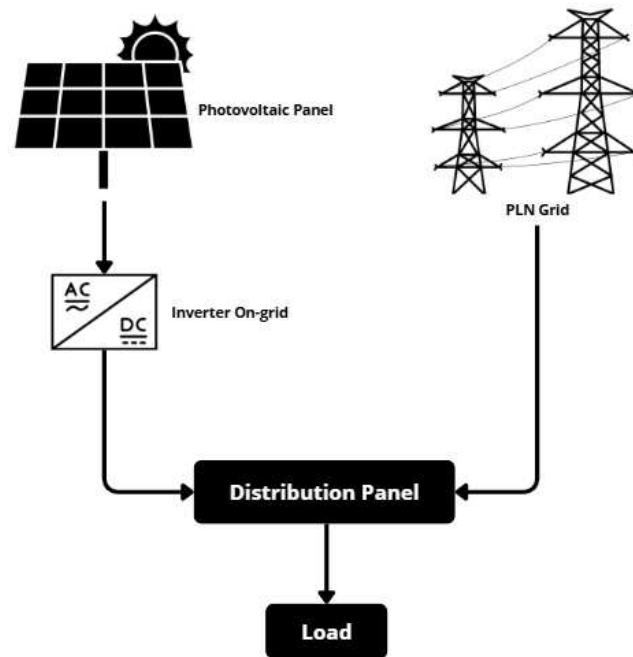 Photovoltaic Panel
PLN Grid
AC
DC
Inverter On-grid
Distribution Panel
Load